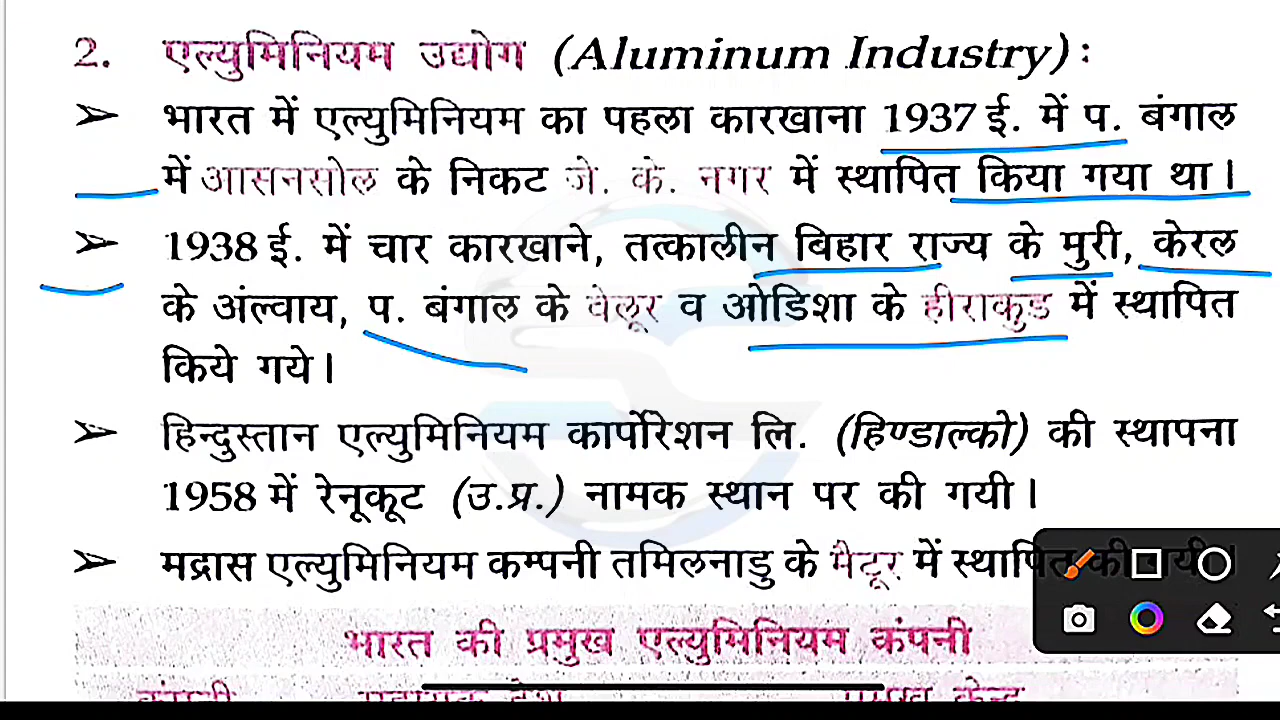 2. एल्युमिनियम उद्योग (Aluminum Industry) :
➢ भारत में एल्युमिनियम का पहला कारखाना 1937 ई. में प. बंगाल
में आसनसोल के निकट जे. के. नगर में स्थापित किया गया था।
➢ 1938 ई. में चार कारखाने, तत्कालीन बिहार राज्य के मुरी, केरल
के अंल्वाय, प. बंगाल के वेलूर व ओडिशा के हीराकुड में स्थापित
किये गये।
➢ हिन्दुस्तान एल्युमिनियम कार्पोरेशन लि. (हिण्डाल्को) की स्थापना
1958 में रेनूकूट (उ.प्र.) नामक स्थान पर की गयी।
➢ मद्रास एल्युमिनियम कम्पनी तमिलनाडु के मैटूर में स्थापित की गयी।
भारत की प्रमुख एल्युमिनियम कंपनी